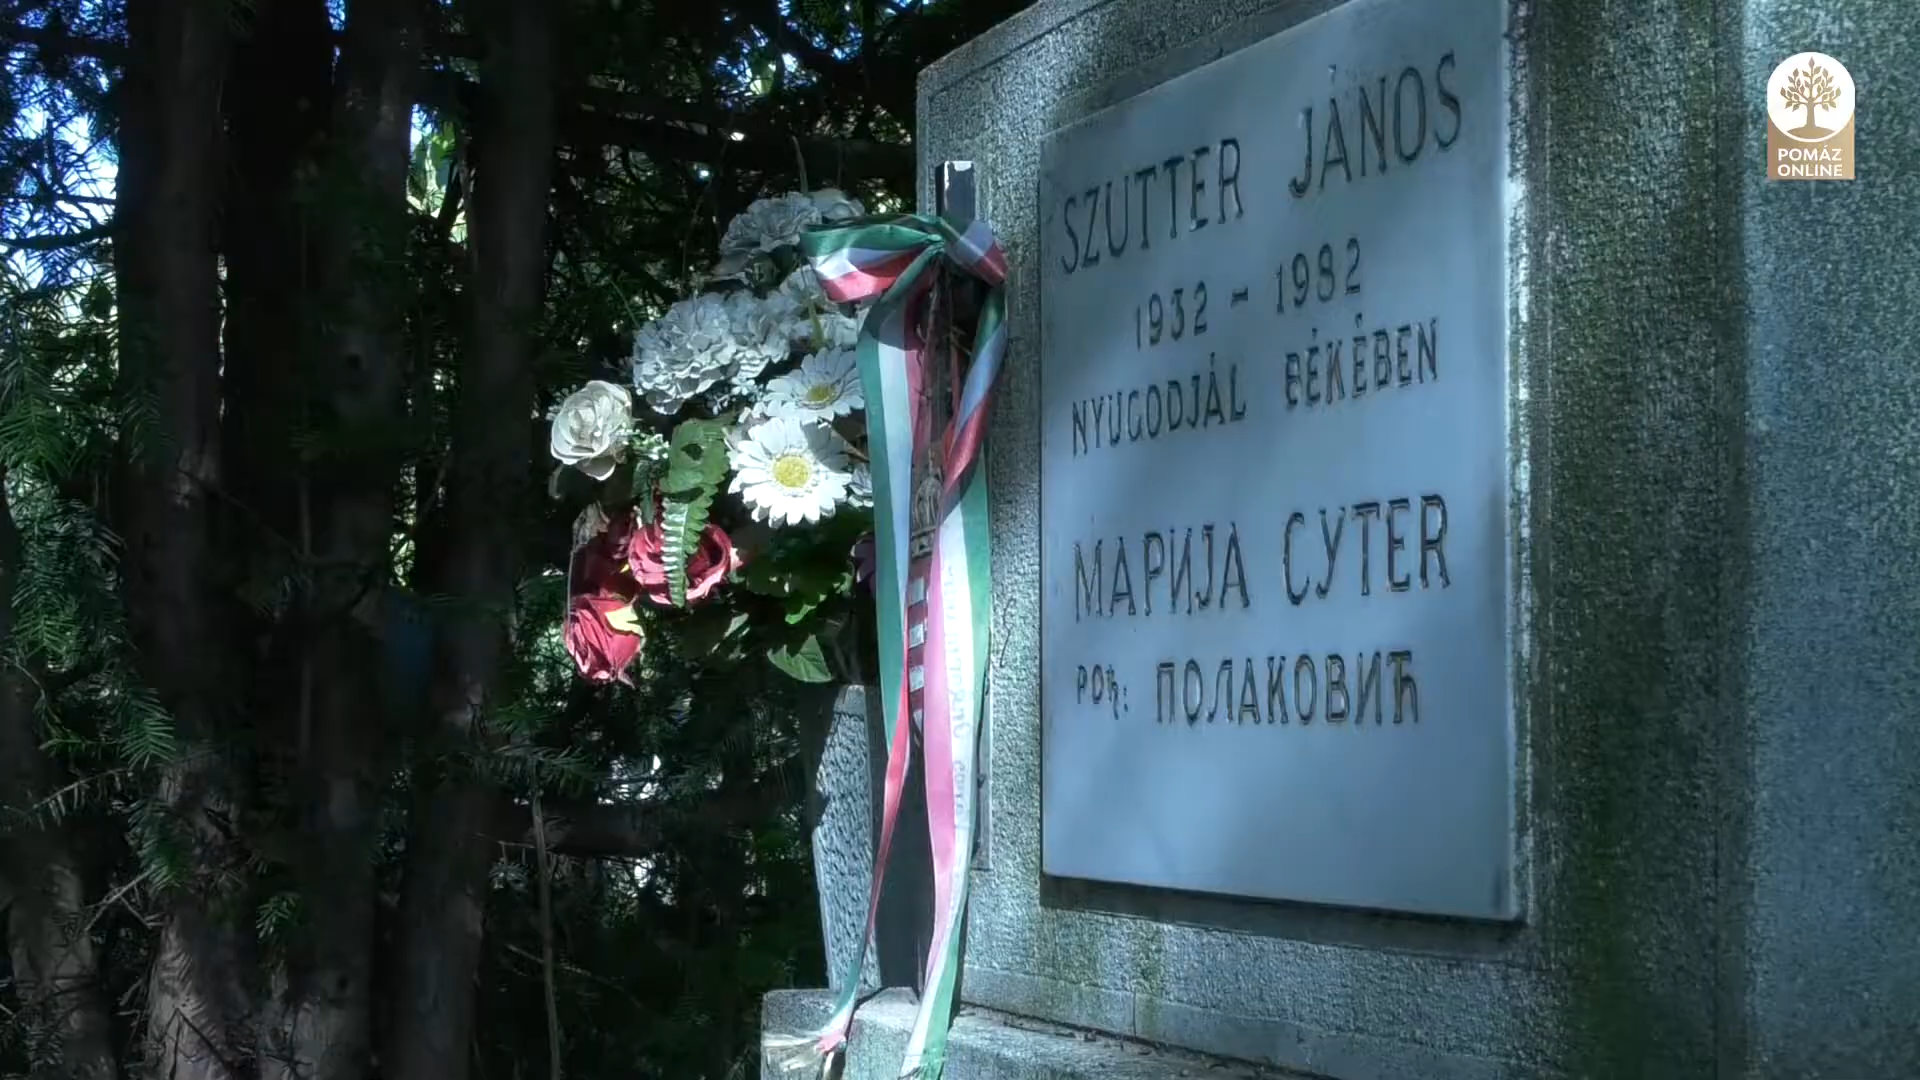 SZUTTER JÁNOS
1932 - 1982
NYUGODJÁL BÉKÉBEN
МАРИЈА СУТЕR
рођ: ПОЛАКОВИЋ
POMÁZ
ONLINE